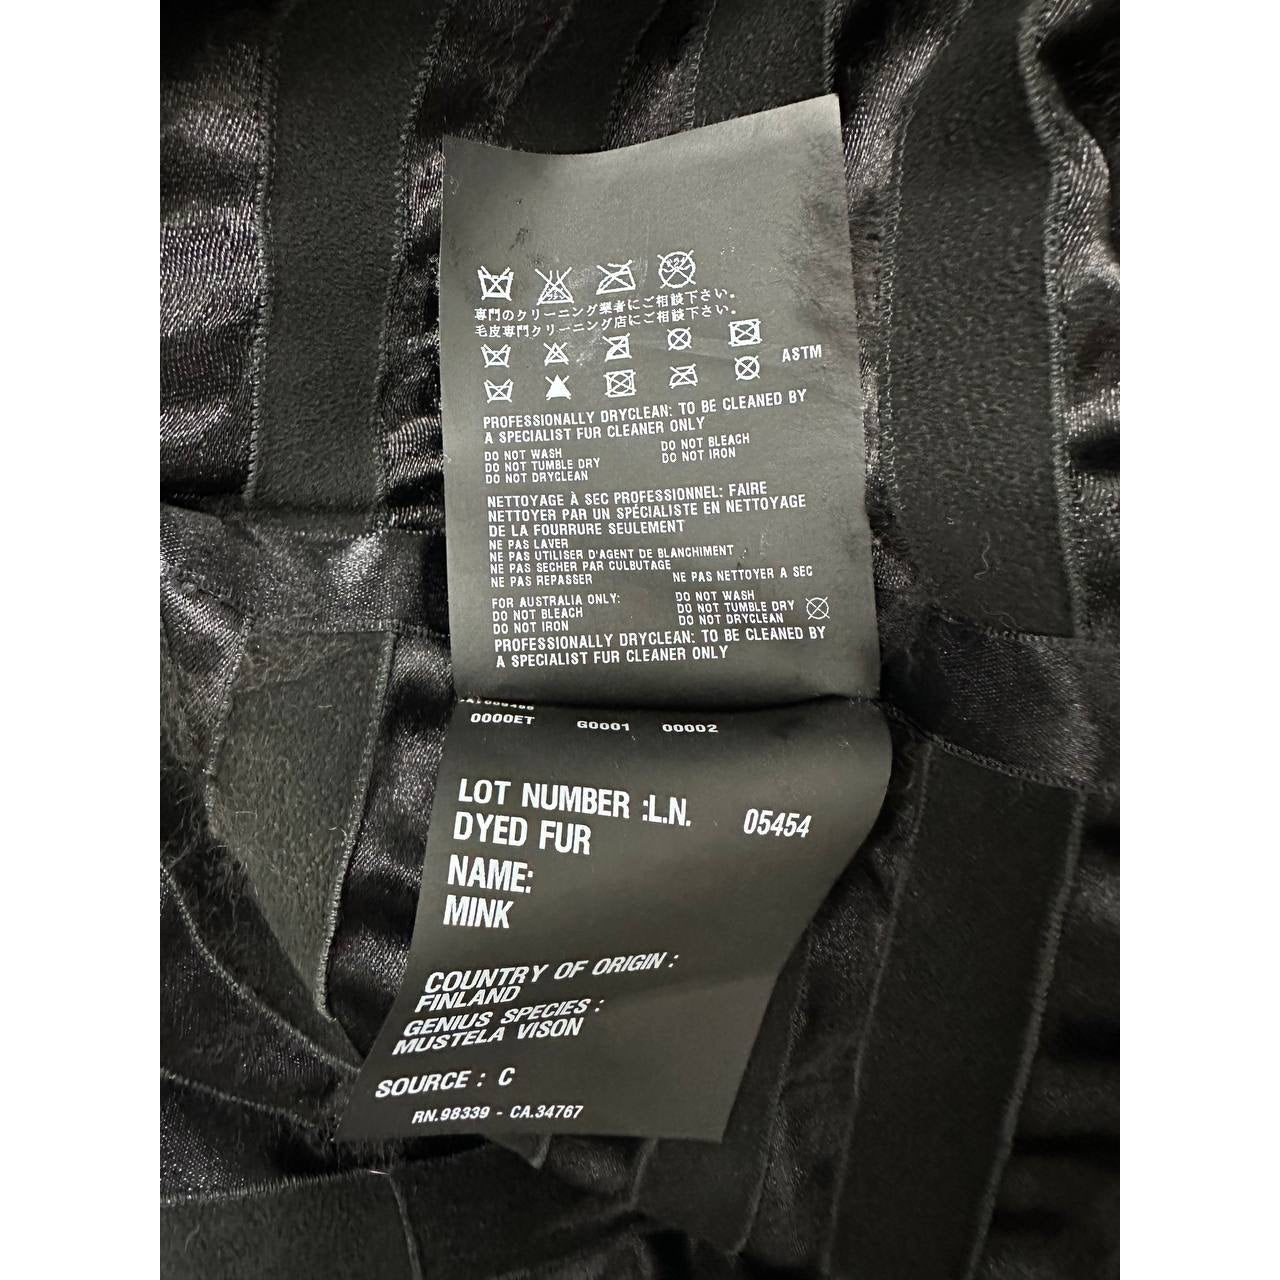 専門のクリーニング業者にご相談下さい。
毛皮専門クリーニング店にご相談下さい。
ASTM
PROFESSIONALLY DRYCLEAN: TO BE CLEANED BY
A SPECIALIST FUR CLEANER ONLY
DO NOT WASH DO NOT BLEACH
DO NOT TUMBLE DRY DO NOT IRON
DO NOT DRYCLEAN
NETTOYAGE À SEC PROFESSIONNEL: FAIRE
NETTOYER PAR UN SPÉCIALISTE EN NETTOYAGE
DE LA FOURRURE SEULEMENT
NE PAS LAVER
NE PAS UTILISER D'AGENT DE BLANCHIMENT
NE PAS SECHER PAR CULBUTAGE
NE PAS REPASSER NE PAS NETTOYER A SEC
FOR AUSTRALIA ONLY: DO NOT WASH
DO NOT BLEACH DO NOT TUMBLE DRY
DO NOT IRON DO NOT DRYCLEAN
PROFESSIONALLY DRYCLEAN: TO BE CLEANED BY
A SPECIALIST FUR CLEANER ONLY
0000ET G0001 00002
LOT NUMBER :L.N. 05454
DYED FUR
NAME:
MINK
COUNTRY OF ORIGIN :
FINLAND
GENIUS SPECIES :
MUSTELA VISON
SOURCE : C
RN.98339 - CA.34767